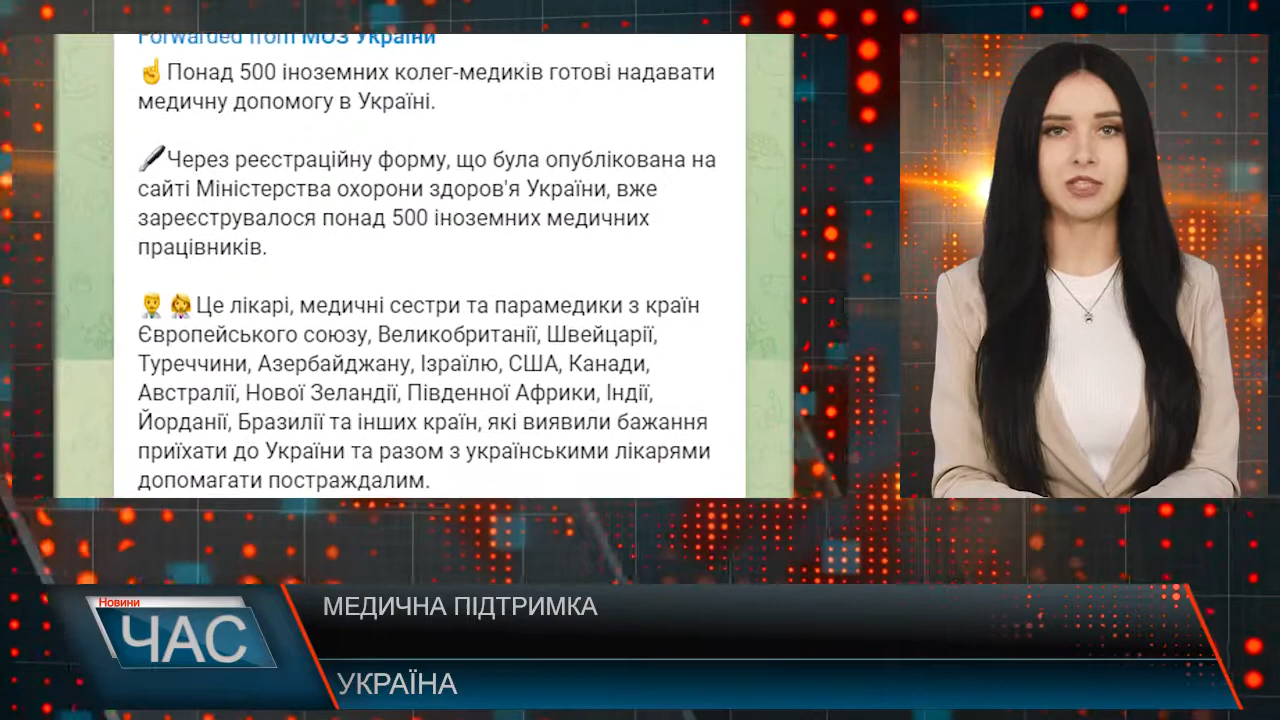 Forwarded from МОЗ України
☝Понад 500 іноземних колег-медиків готові надавати
медичну допомогу в Україні.
🖋Через реєстраційну форму, що була опублікована на
сайті Міністерства охорони здоров'я України, вже
зареєструвалося понад 500 іноземних медичних
працівників.
👨‍⚕👩‍⚕Це лікарі, медичні сестри та парамедики з країн
Європейського союзу, Великобританії, Швейцарії,
Туреччини, Азербайджану, Ізраїлю, США, Канади,
Австралії, Нової Зеландії, Південної Африки, Індії,
Йорданії, Бразилії та інших країн, які виявили бажання
приїхати до України та разом з українськими лікарями
допомагати постраждалим.
Новини
ЧАС
МЕДИЧНА ПІДТРИМКА
УКРАЇНА